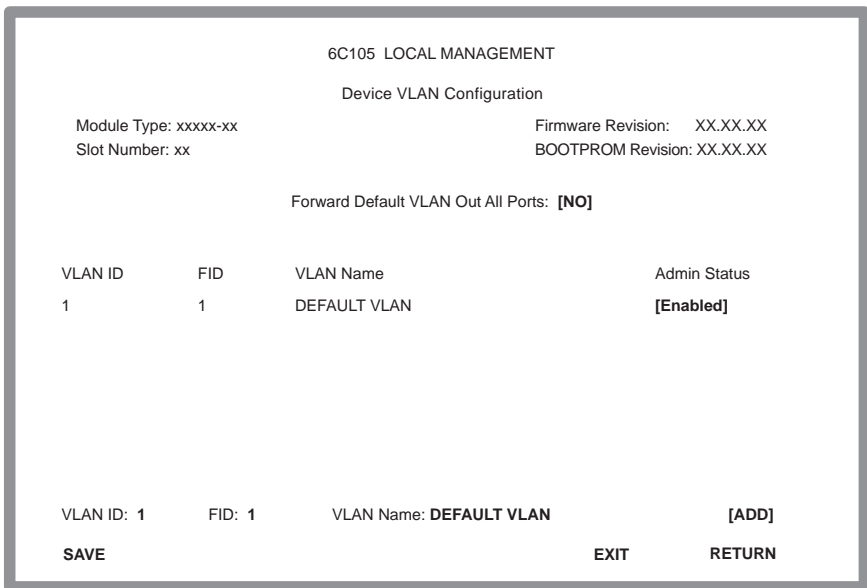 6C105 LOCAL MANAGEMENT
Device VLAN Configuration
Module Type: xxxxx-xx Firmware Revision: XX.XX.XX
Slot Number: xx BOOTPROM Revision: XX.XX.XX
Forward Default VLAN Out All Ports: [NO]
VLAN ID FID VLAN Name Admin Status
1 1 DEFAULT VLAN [Enabled]
VLAN ID: 1 FID: 1 VLAN Name: DEFAULT VLAN [ADD]
SAVE EXIT RETURN